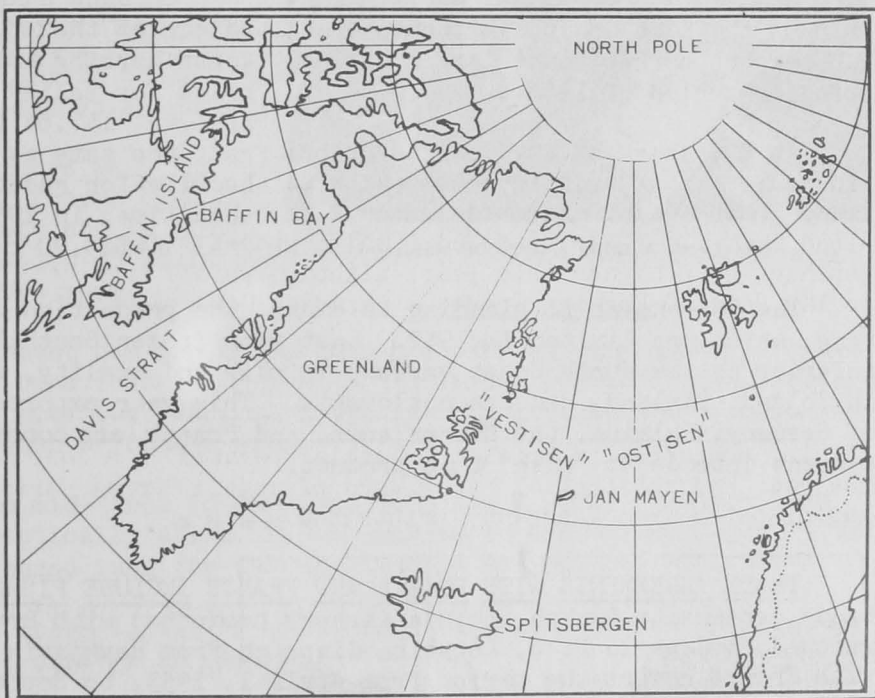 NORTH POLE
BAFFIN ISLAND
BAFFIN BAY
DAVIS STRAIT
GREENLAND
"VESTISEN" "OSTISEN"
JAN MAYEN
SPITSBERGEN